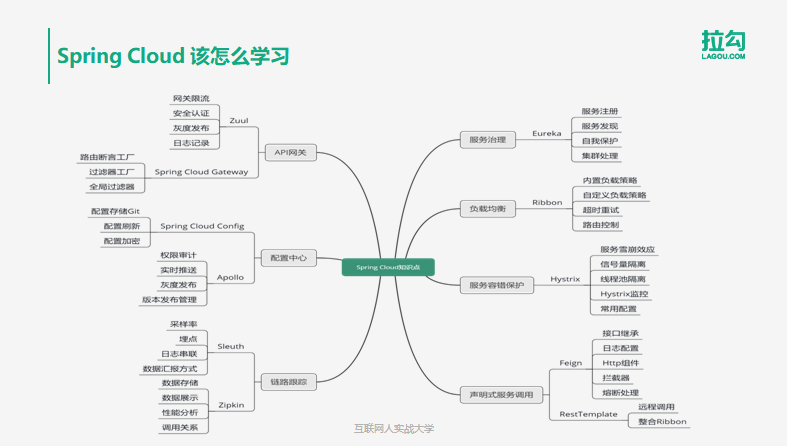 Spring Cloud 该怎么学习
拉勾
LAGOU.COM
Spring Cloud知识点
API网关
Zuul
网关限流
安全认证
灰度发布
日志记录
Spring Cloud Gateway
路由断言工厂
过滤器工厂
全局过滤器
配置中心
Spring Cloud Config
配置存储Git
配置刷新
配置加密
Apollo
权限审计
实时推送
灰度发布
版本发布管理
链路跟踪
Sleuth
采样率
埋点
日志串联
数据汇报方式
Zipkin
数据存储
数据展示
性能分析
调用关系
服务治理
Eureka
服务注册
服务发现
自我保护
集群处理
负载均衡
Ribbon
内置负载策略
自定义负载策略
超时重试
路由控制
服务容错保护
Hystrix
服务雪崩效应
信号量隔离
线程池隔离
Hystrix监控
常用配置
声明式服务调用
Feign
接口继承
日志配置
Http组件
拦截器
熔断处理
RestTemplate
远程调用
整合Ribbon
互联网人实战大学